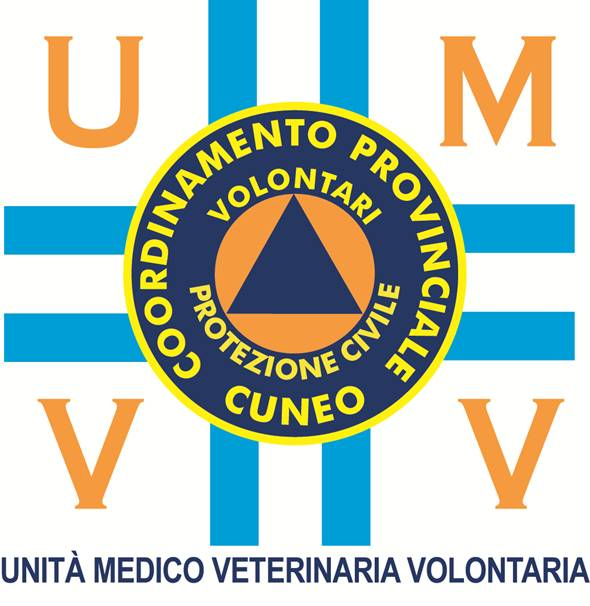 U M
COORDINAMENTO PROVINCIALE
VOLONTARI
PROTEZIONE CIVILE
CUNEO
V V
UNITÀ MEDICO VETERINARIA VOLONTARIA